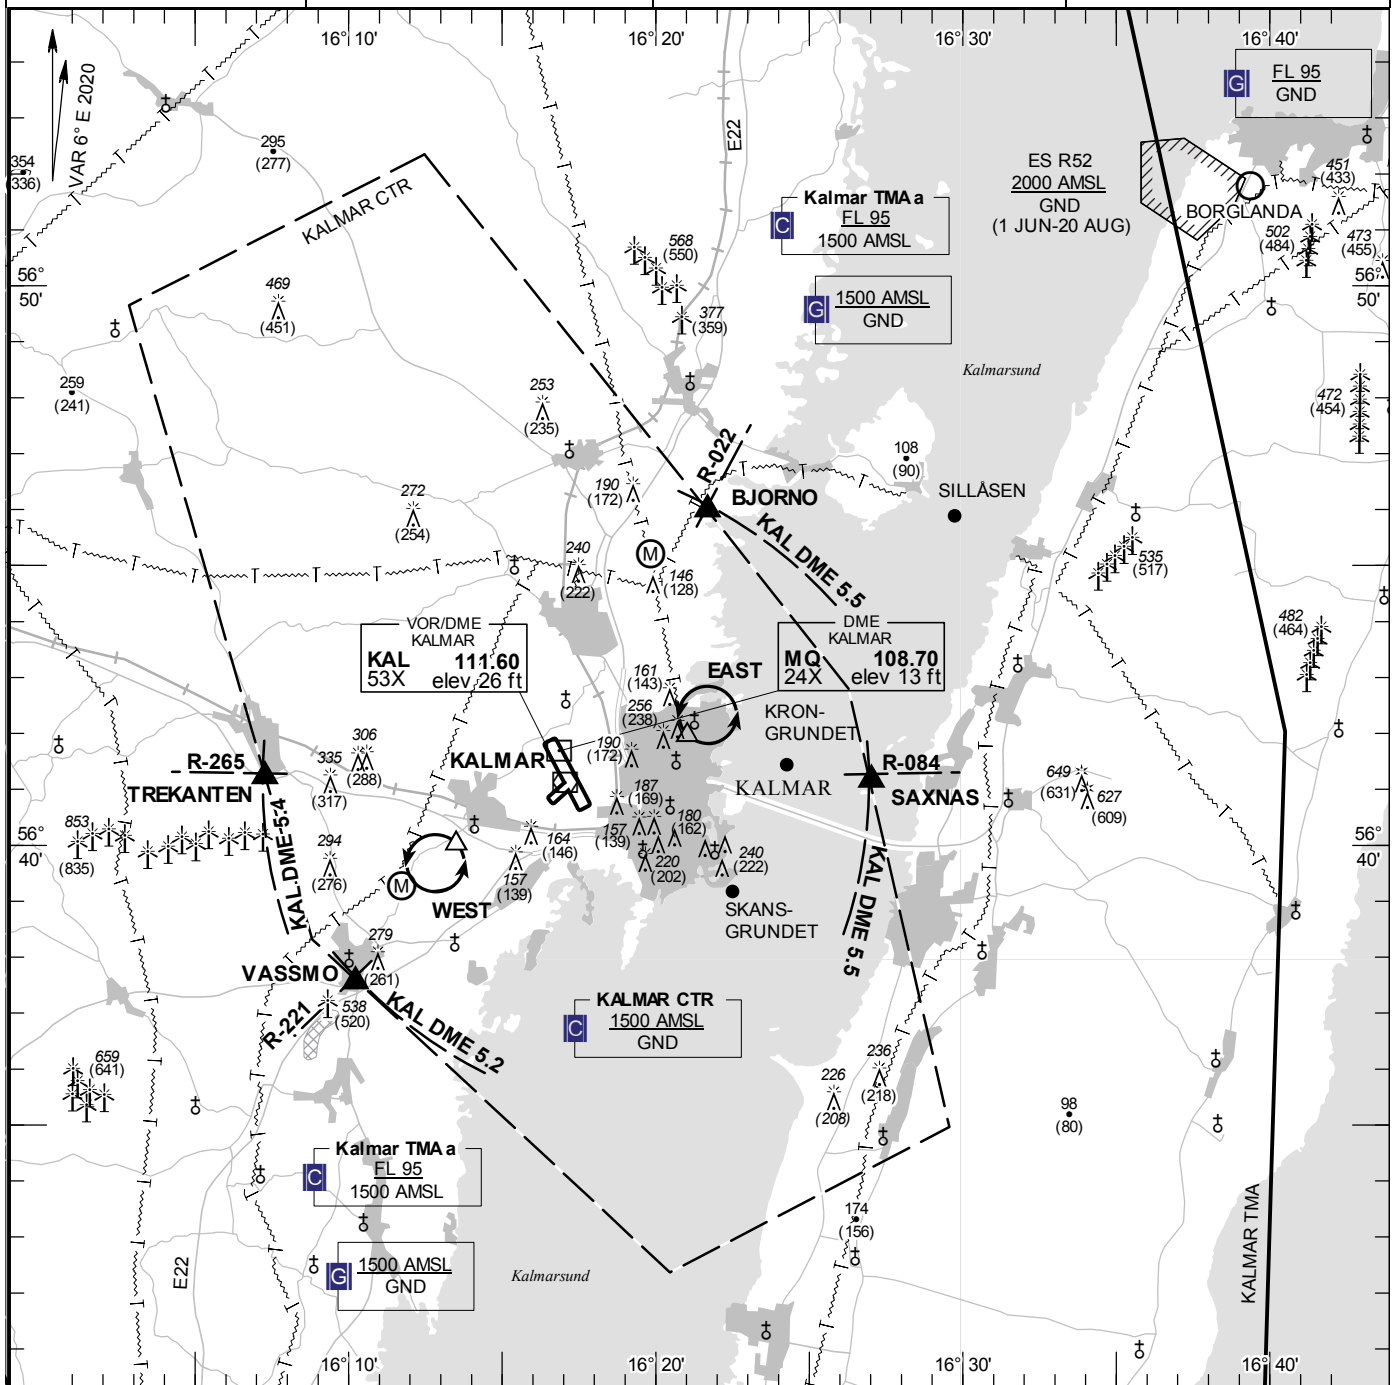 16°10'
16°20'
16°30'
16°40'
VAR 6° E 2020
E22
G
FL 95
GND
295
(277)
354
(336)
ES R52
2000 AMSL
GND
(1 JUN-20 AUG)
451
(433)
KALMAR CTR
C
Kalmar TMA a
FL 95
1500 AMSL
BORGLANDA
502
(484)
473
(455)
568
(550)
56°
50'
56°
50'
469
(451)
G
1500 AMSL
GND
377
(359)
Kalmarsund
259
(241)
253
(235)
472
(454)
R-022
108
(90)
190
(172)
BJORNO
SILLÅSEN
272
(254)
KAL DME 5.5
M
240
(222)
146
(128)
535
(517)
VOR/DME
KALMAR
KAL 111.60
53X elev 26 ft
DME
KALMAR
MQ 108.70
24X elev 13 ft
482
(464)
161
(143)
EAST
256
(238)
KRON-
GRUNDET
306
(288)
190
(172)
KALMAR
R-265
335
(317)
R-084
TREKANTEN
KALMAR
SAXNAS
649
(631)
627
(609)
187
(169)
853
(835)
KAL DME 5.4
180
(162)
157
(139)
164
(146)
56°
40'
56°
40'
294
(276)
157
(139)
220
(202)
240
(222)
M
WEST
SKANS-
GRUNDET
KAL DME 5.5
279
(261)
VASSMO
R-221
538
(520)
KAL DME 5.2
C
KALMAR CTR
1500 AMSL
GND
659
(641)
236
(218)
226
(208)
98
(80)
C
Kalmar TMA a
FL 95
1500 AMSL
174
(156)
KALMAR TMA
E22
G
1500 AMSL
GND
Kalmarsund
16°10'
16°20'
16°30'
16°40'